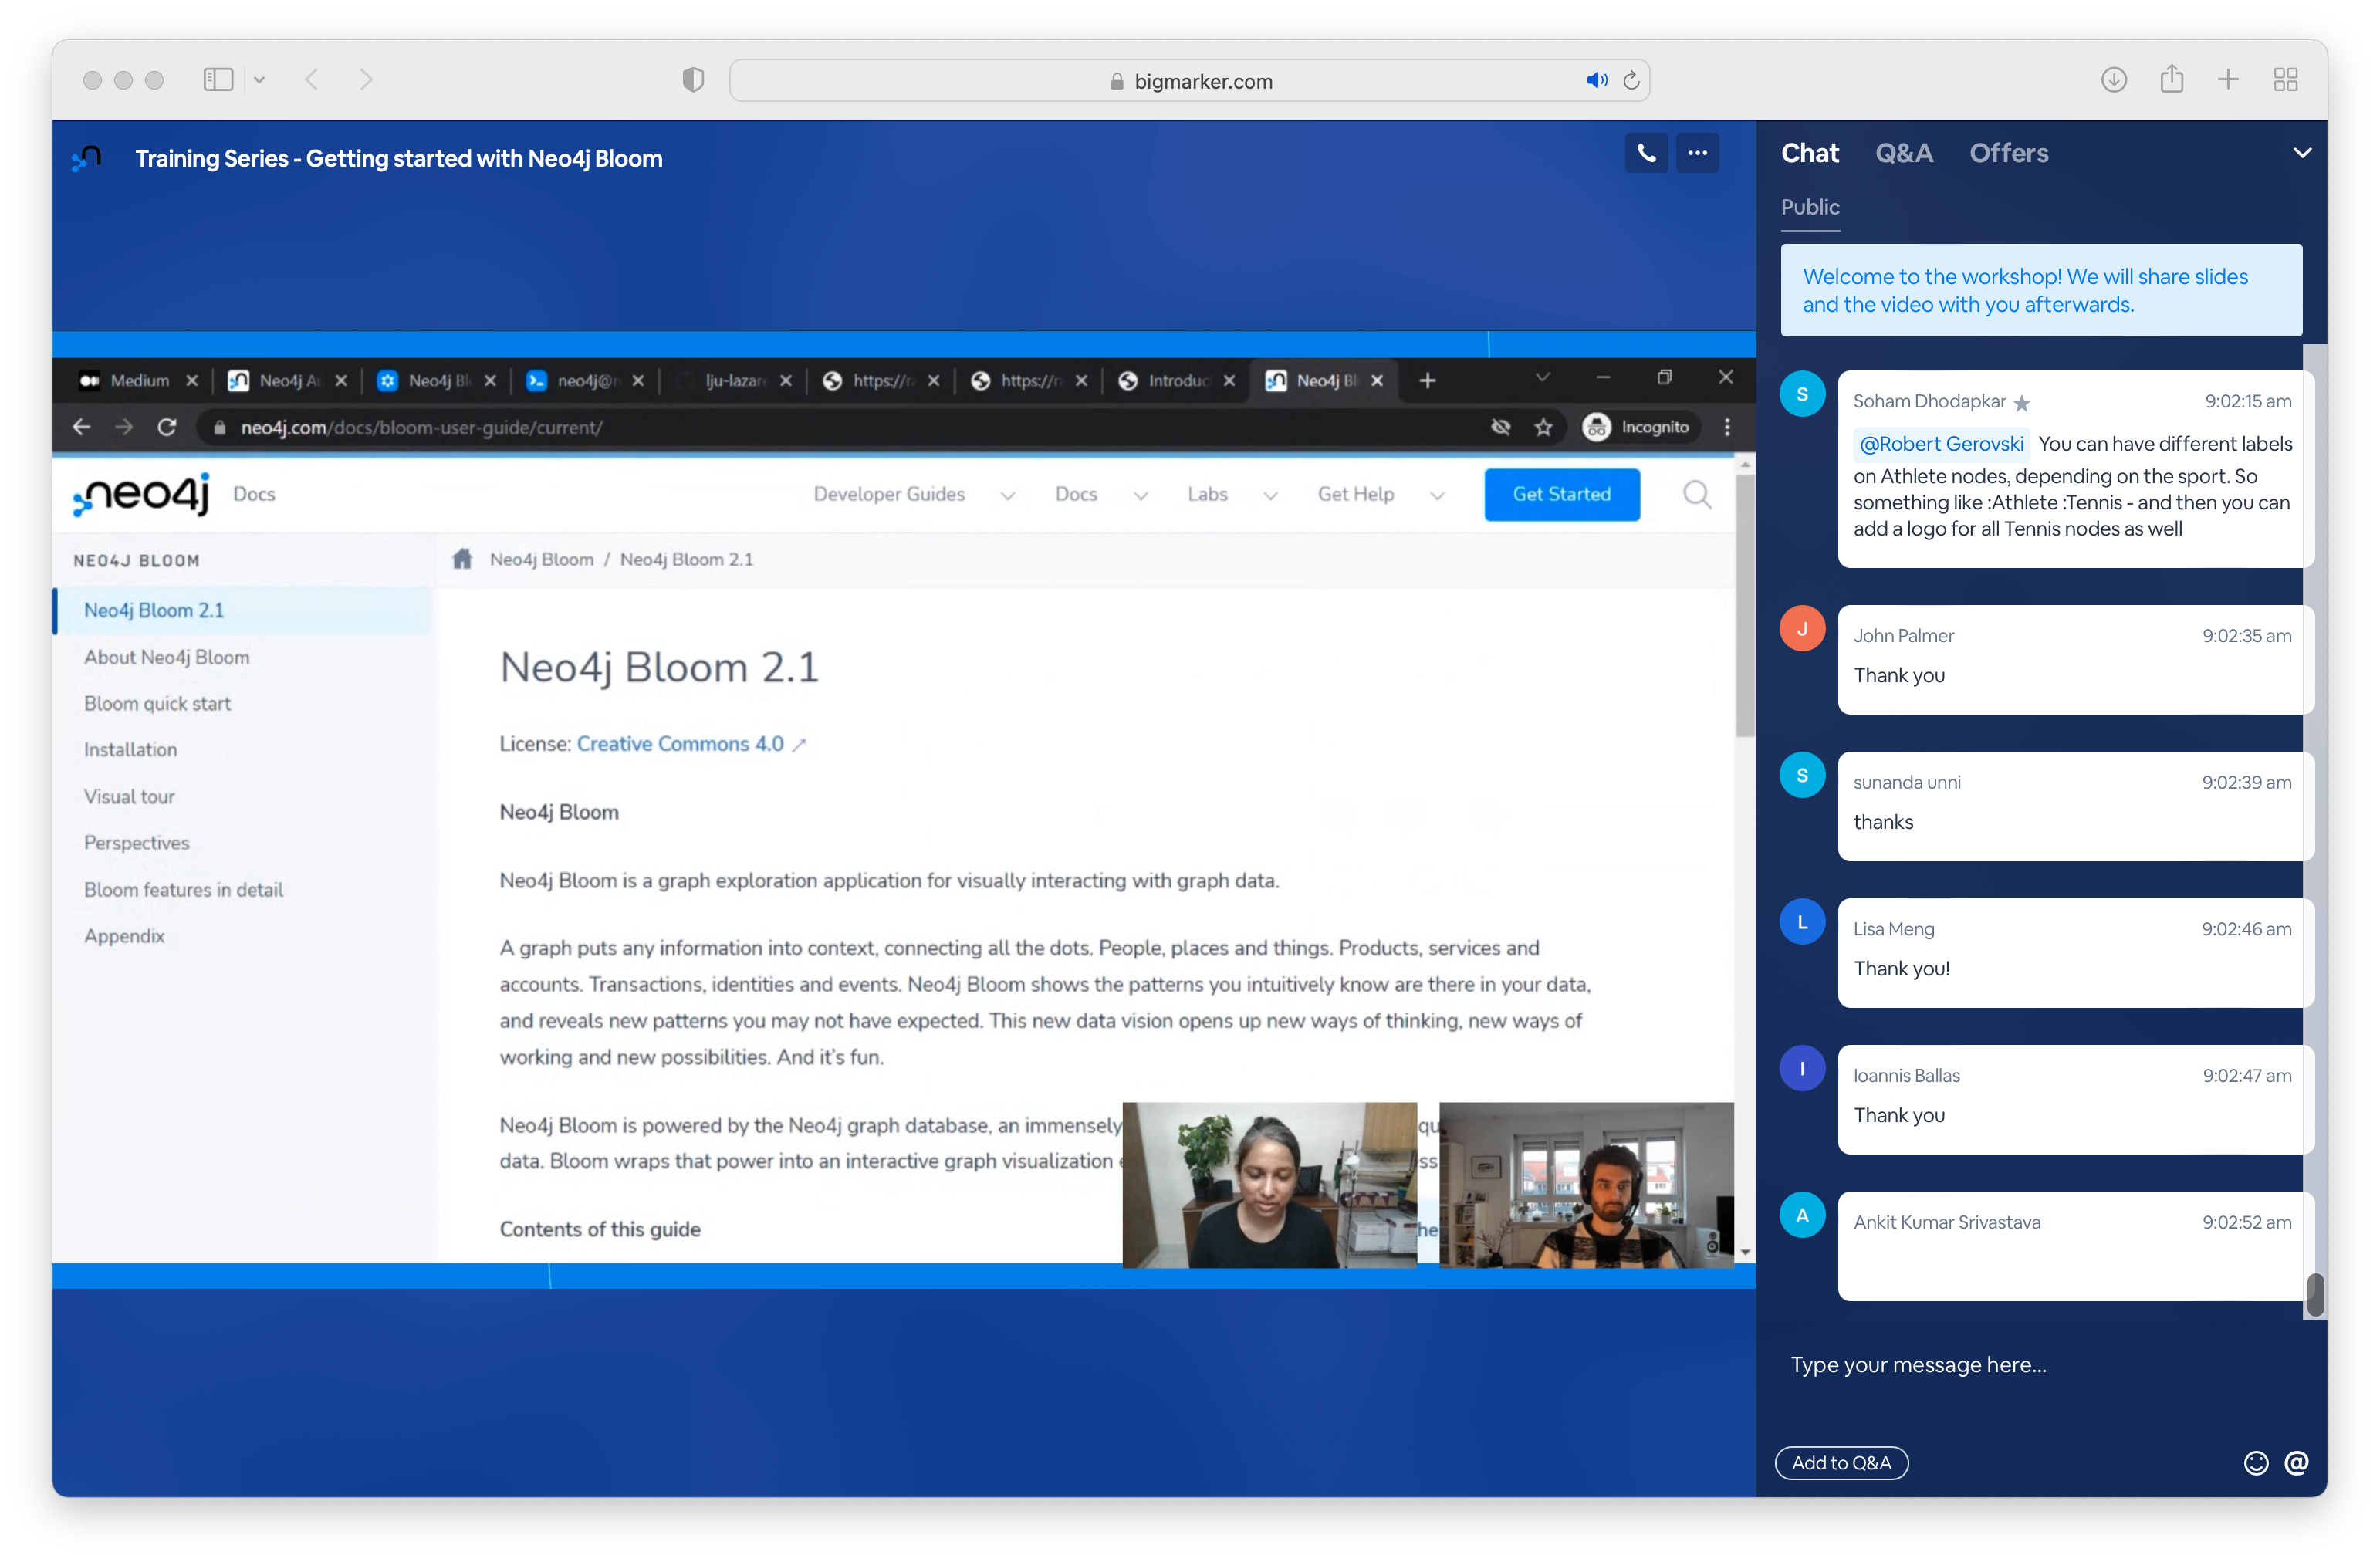 bigmarker.com
Training Series - Getting started with Neo4j Bloom
Medium
Neo4j Au
Neo4j Bl
neo4j@n
lju-lazare
https://r
https://r
Introduc
Neo4j Bl
neo4j.com/docs/bloom-user-guide/current/
Incognito
neo4j Docs
Developer Guides
Docs
Labs
Get Help
Get Started
NEO4J BLOOM
Neo4j Bloom / Neo4j Bloom 2.1
Neo4j Bloom 2.1
About Neo4j Bloom
Bloom quick start
Installation
Visual tour
Perspectives
Bloom features in detail
Appendix
Neo4j Bloom 2.1
License: Creative Commons 4.0
Neo4j Bloom
Neo4j Bloom is a graph exploration application for visually interacting with graph data.
A graph puts any information into context, connecting all the dots. People, places and things. Products, services and
accounts. Transactions, identities and events. Neo4j Bloom shows the patterns you intuitively know are there in your data,
and reveals new patterns you may not have expected. This new data vision opens up new ways of thinking, new ways of
working and new possibilities. And it's fun.
Neo4j Bloom is powered by the Neo4j graph database, an immensely
data. Bloom wraps that power into an interactive graph visualization
Contents of this guide
Chat
Q&A
Offers
Public
Welcome to the workshop! We will share slides
and the video with you afterwards.
S
Soham Dhodapkar ★ 9:02:15 am
@Robert Gerovski You can have different labels
on Athlete nodes, depending on the sport. So
something like :Athlete :Tennis - and then you can
add a logo for all Tennis nodes as well
J
John Palmer 9:02:35 am
Thank you
S
sunanda unni 9:02:39 am
thanks
L
Lisa Meng 9:02:46 am
Thank you!
I
Ioannis Ballas 9:02:47 am
Thank you
A
Ankit Kumar Srivastava 9:02:52 am
Type your message here...
Add to Q&A
@